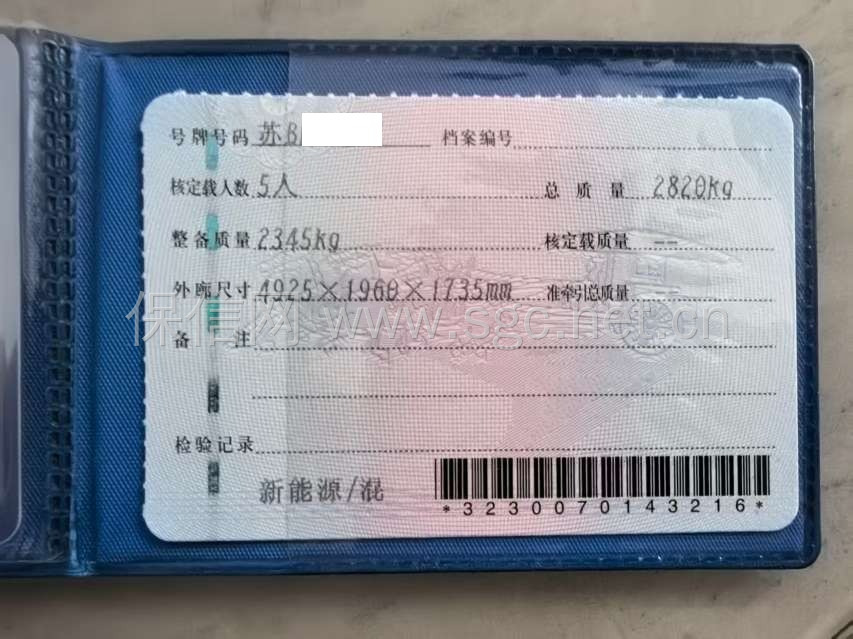 号牌号码 苏B 档案编号
核定载人数 5人 总质量 2820kg
整备质量 2345kg 核定载质量 --
外廓尺寸 4925×1960×1735mm 准牵引总质量 --
保信网 www.sgc.net.cn
备注
检验记录
新能源/混
*3230070143216*